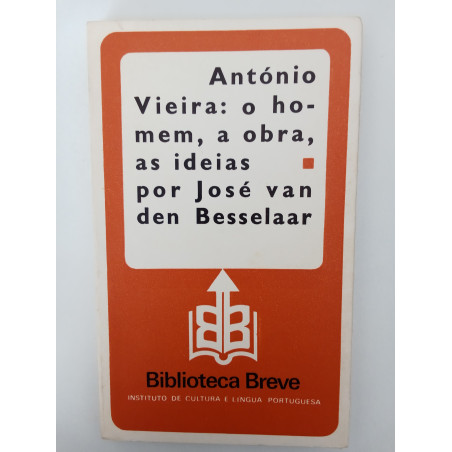 António
Vieira: o ho-
mem, a obra,
as ideias
por José van
den Besselaar
BB
Biblioteca Breve
INSTITUTO DE CULTURA E LÍNGUA PORTUGUESA